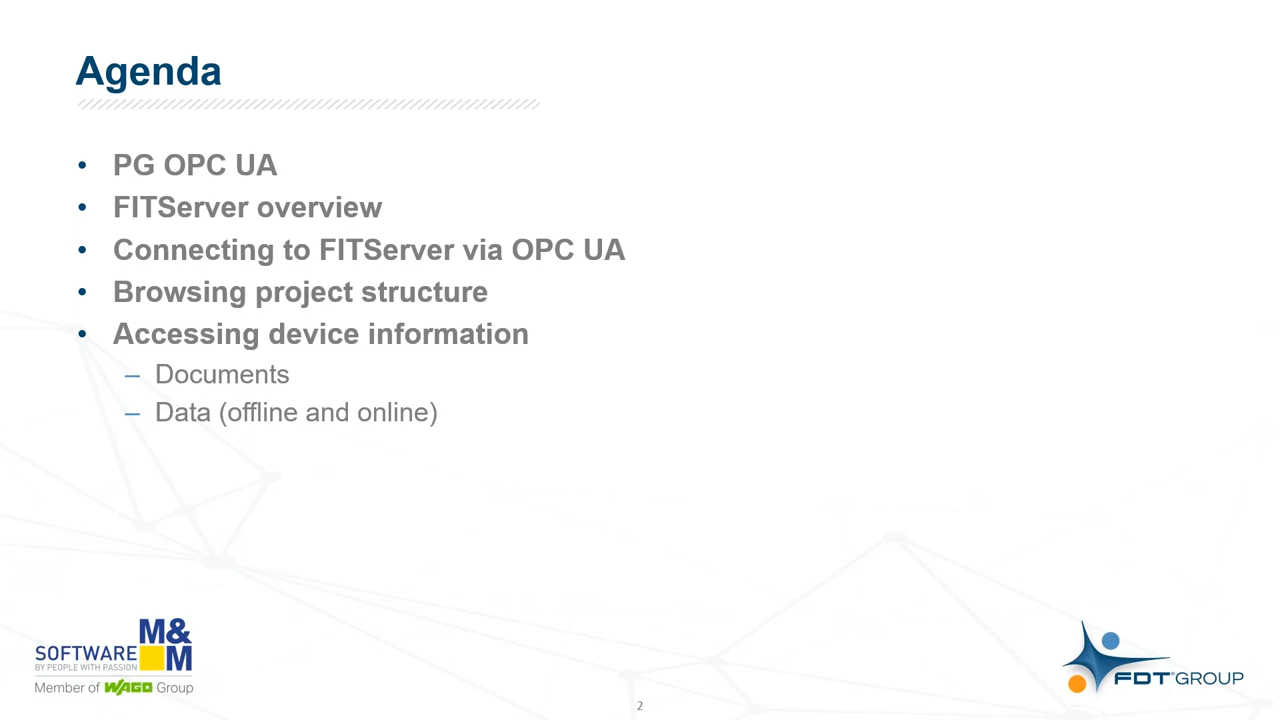 Agenda
• PG OPC UA
• FITServer overview
• Connecting to FITServer via OPC UA
• Browsing project structure
• Accessing device information
– Documents
– Data (offline and online)
M&M
SOFTWARE
BY PEOPLE WITH PASSION
Member of WAGO Group
2
FDT® GROUP